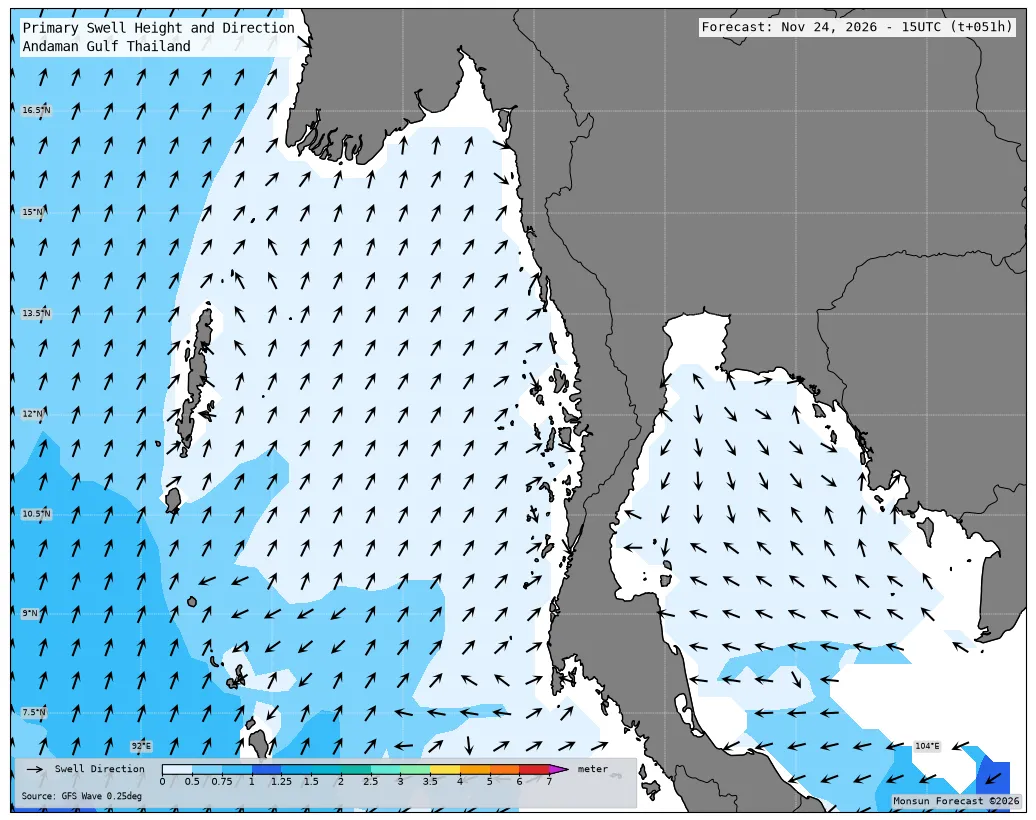 Primary Swell Height and Direction
Andaman Gulf Thailand
Forecast: Nov 24, 2026 - 15UTC (t+051h)
16.5°N
15°N
13.5°N
12°N
10.5°N
9°N
7.5°N
92°E
104°E
Swell Direction
0 0.5 0.75 1 1.25 1.5 2 2.5 3 3.5 4 5 6 7
meter
Source: GFS Wave 0.25deg
Monsun Forecast ©2026